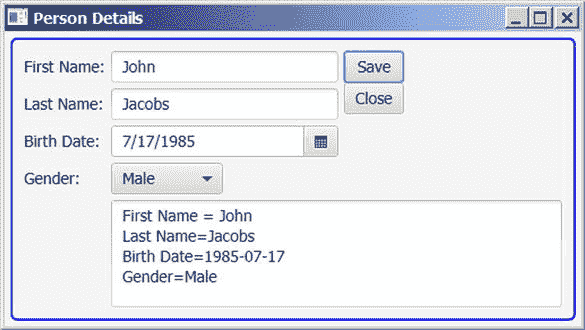 Person Details
First Name: John Save
Last Name: Jacobs Close
Birth Date: 7/17/1985
Gender: Male
First Name = John
Last Name=Jacobs
Birth Date=1985-07-17
Gender=Male